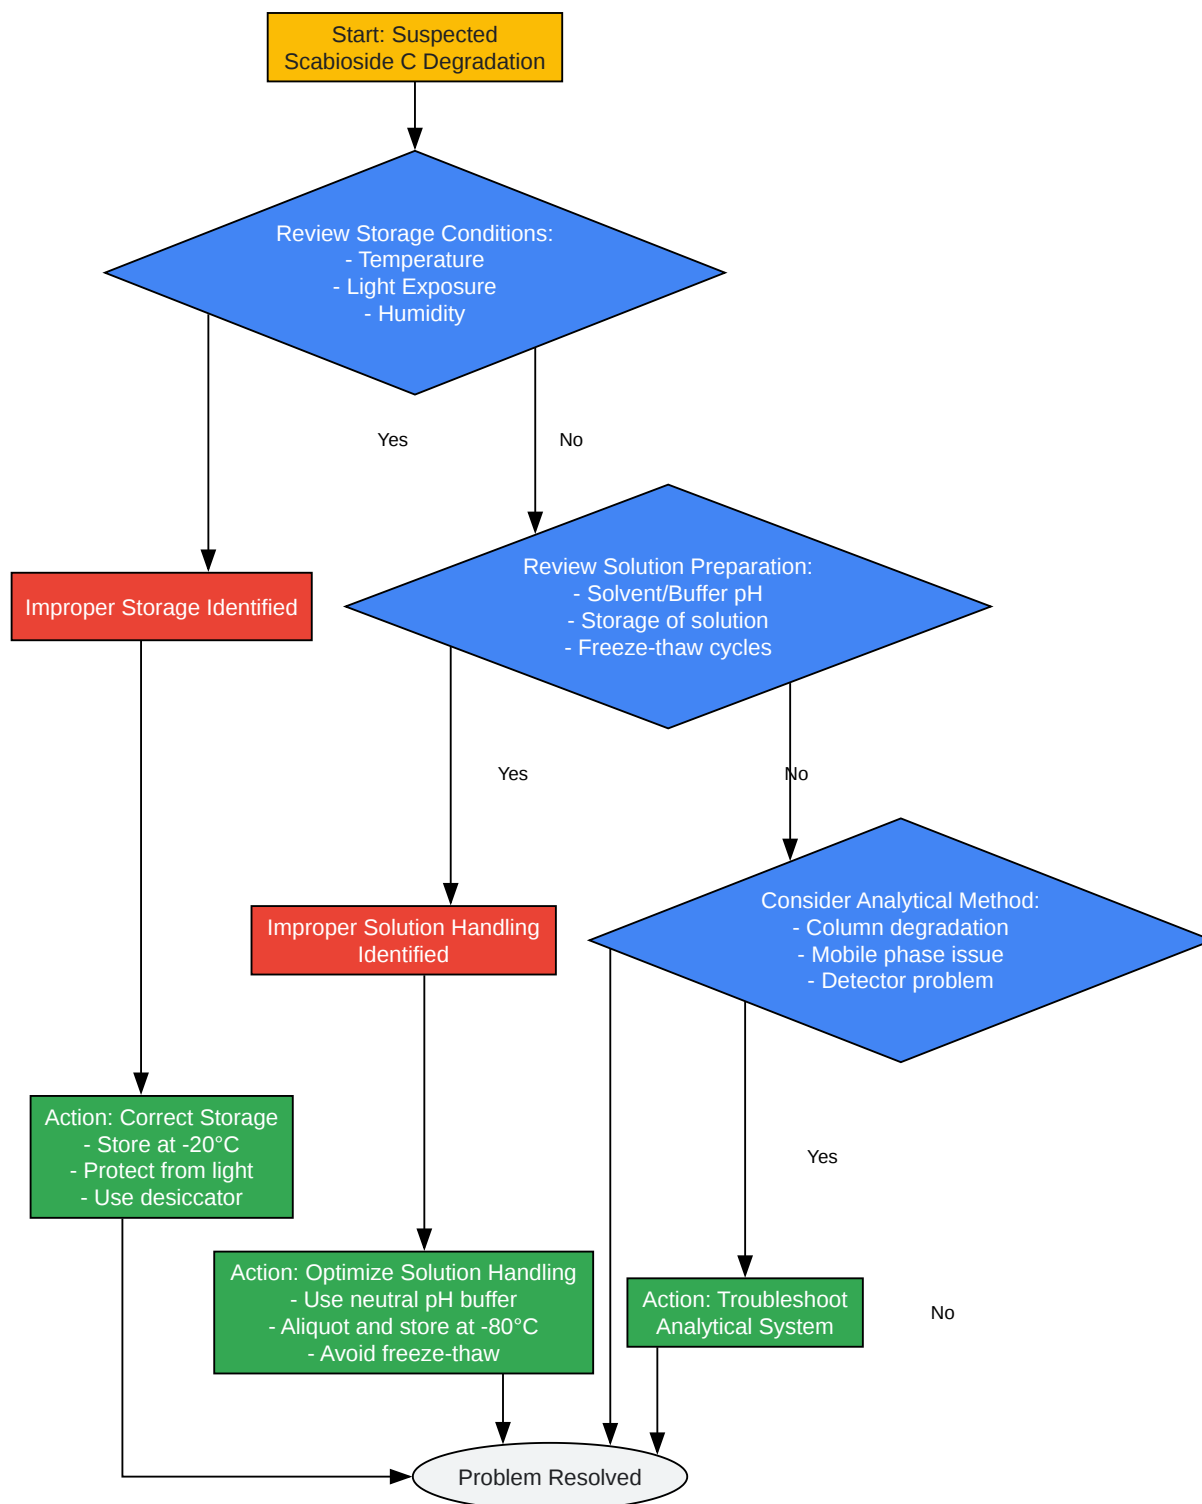 Start: Suspected
Scabioside C Degradation
Review Storage Conditions:
- Temperature
- Light Exposure
- Humidity
Yes
No
Improper Storage Identified
Review Solution Preparation:
- Solvent/Buffer pH
- Storage of solution
- Freeze-thaw cycles
Yes
No
Improper Solution Handling
Identified
Consider Analytical Method:
- Column degradation
- Mobile phase issue
- Detector problem
Action: Correct Storage
- Store at -20°C
- Protect from light
- Use desiccator
Yes
Action: Optimize Solution Handling
- Use neutral pH buffer
- Aliquot and store at -80°C
- Avoid freeze-thaw
Action: Troubleshoot
Analytical System
No
Problem Resolved